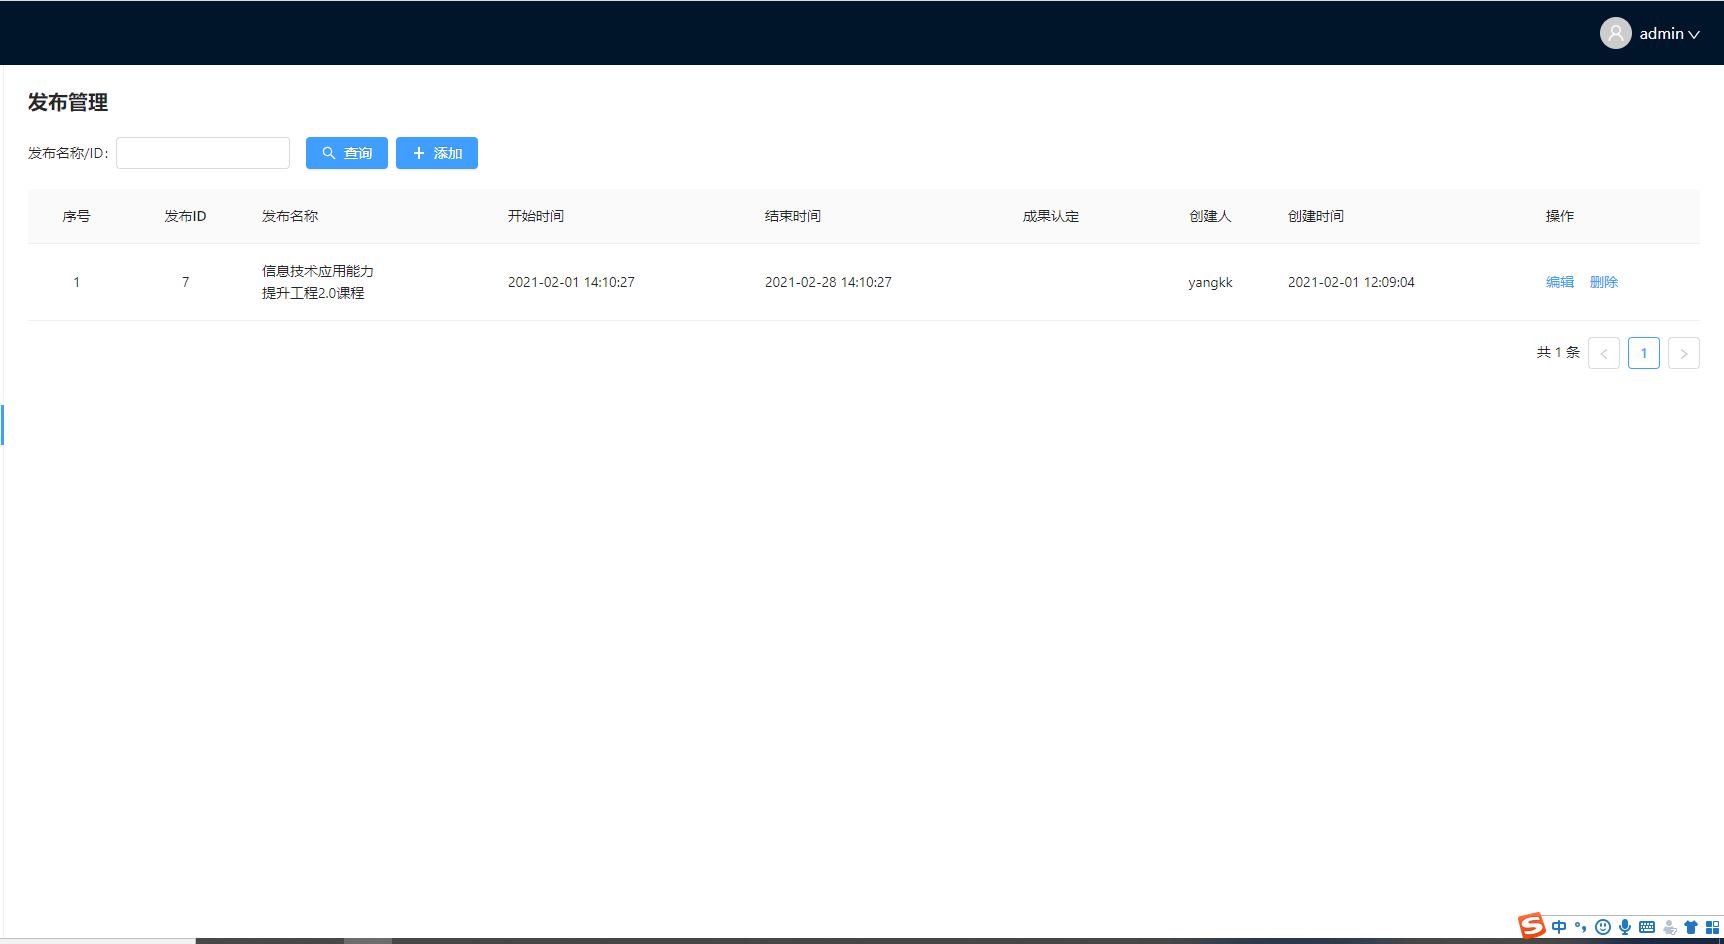 admin
发布管理
发布名称/ID:
查询
添加
序号 发布ID 发布名称 开始时间 结束时间 成果认定 创建人 创建时间 操作
1 7 信息技术应用能力 2021-02-01 14:10:27 2021-02-28 14:10:27 yangkk 2021-02-01 12:09:04 编辑 删除
提升工程2.0课程
共 1 条 < 1 >
S 中